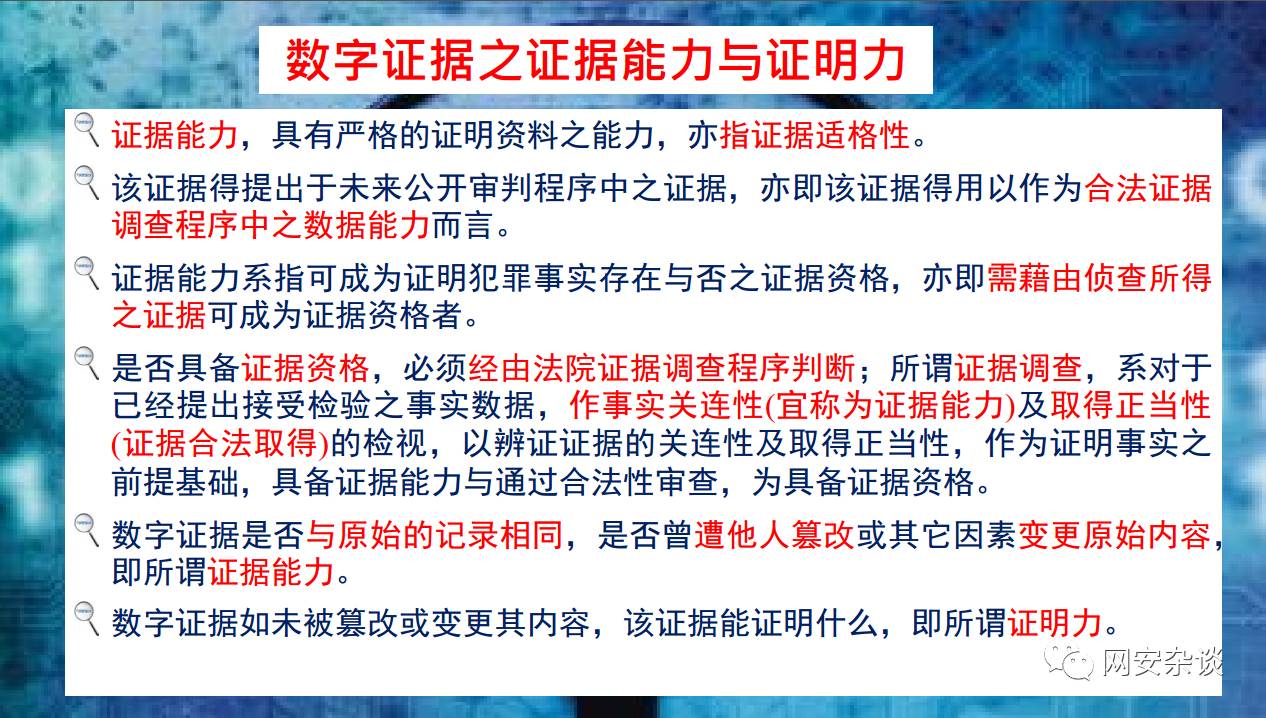 数字证据之证据能力与证明力
证据能力，具有严格的证明资料之能力，亦指证据适格性。
该证据得提出于未来公开审判程序中之证据，亦即该证据得用以作为合法证据
调查程序中之数据能力而言。
证据能力系指可成为证明犯罪事实存在与否之证据资格，亦即需藉由侦查所得
之证据可成为证据资格者。
是否具备证据资格，必须经由法院证据调查程序判断；所谓证据调查，系对于
已经提出接受检验之事实数据，作事实关连性(宜称为证据能力)及取得正当性
(证据合法取得)的检视，以辨证证据的关连性及取得正当性，作为证明事实之
前提基础，具备证据能力与通过合法性审查，为具备证据资格。
数字证据是否与原始的记录相同，是否曾遭他人篡改或其它因素变更原始内容，
即所谓证据能力。
数字证据如未被篡改或变更其内容，该证据能证明什么，即所谓证明力。
网安杂谈